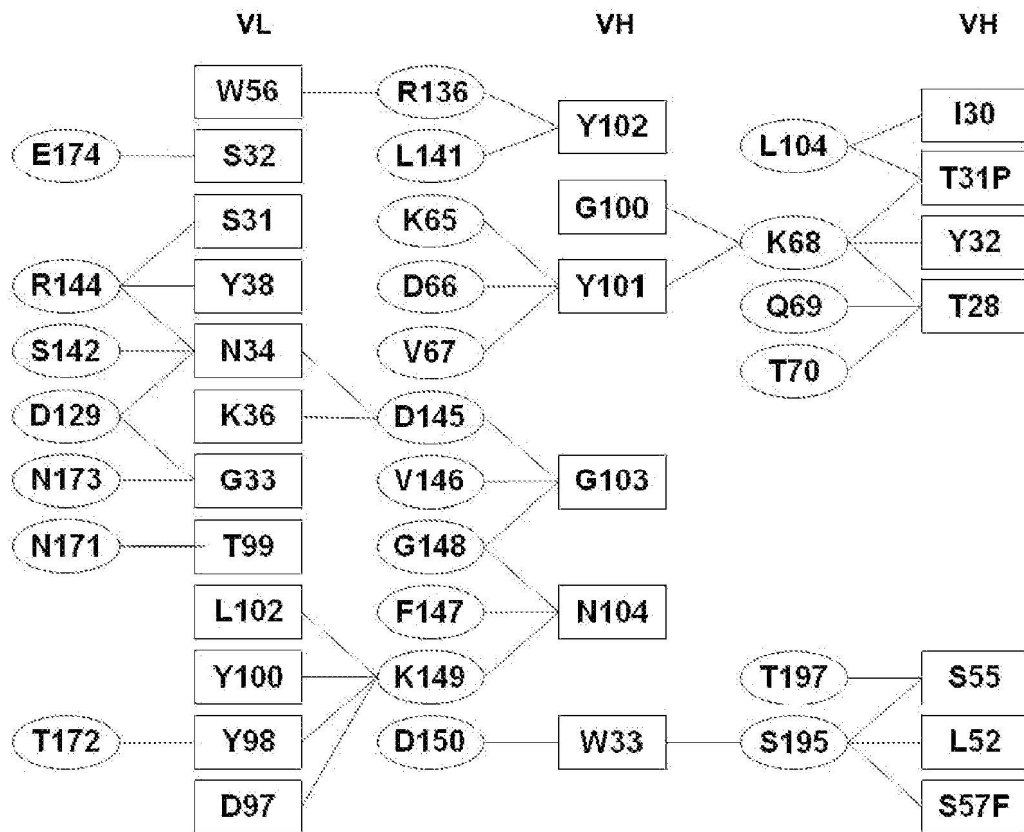 VL VH VH
W56 R136
I30
Y102
E174 S32 L141 L104
T31P
S31 K65 G100
K68 Y32
R144 Y38 D66 Y101
Q69 T28
S142 N34 V67
T70
D129 K36 D145
N173 G33 V146 G103
N171 T99 G148
L102 F147 N104
Y100 K149 T197 S55
T172 Y98 D150 W33 S195 L52
D97 S57F